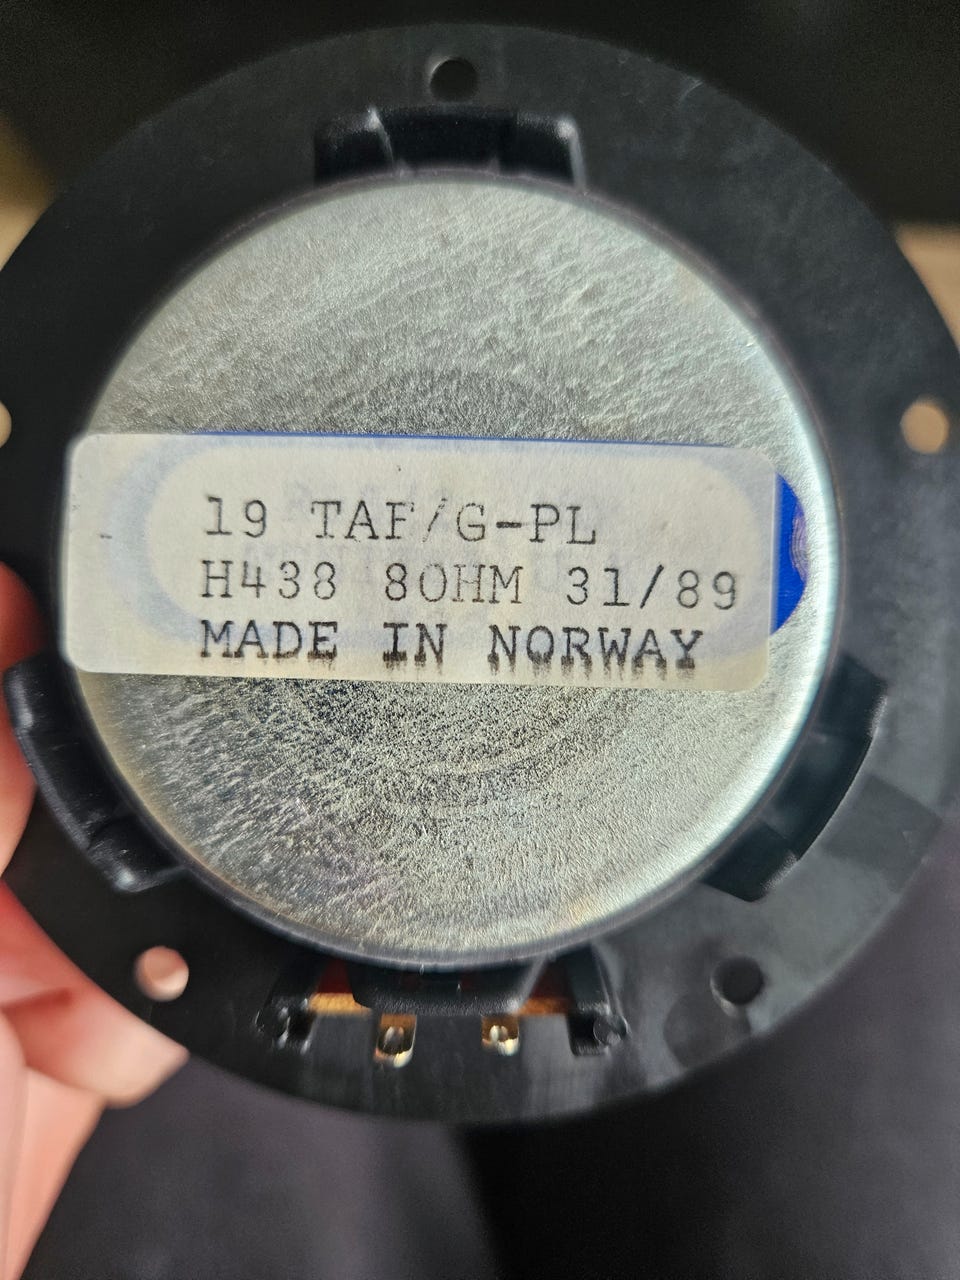 19 TAF/G-PL
H438 8OHM 31/89
MADE IN NORWAY